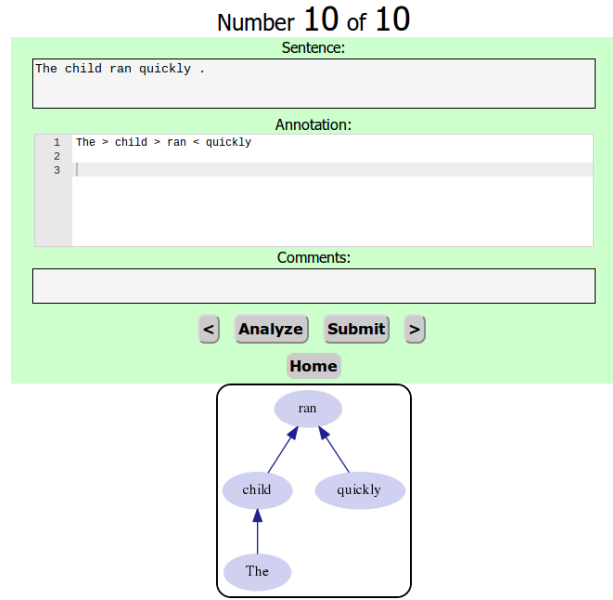 Number 10 of 10
Sentence:
The child ran quickly .
Annotation:
1 The > child > ran < quickly
2
3
Comments:
< Analyze Submit >
Home
ran
child quickly
The